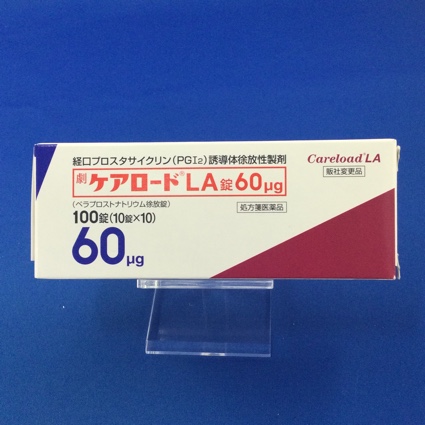 経口プロスタサイクリン(PGI₂)誘導体徐放性製剤
Careload® LA
劇 ケアロード®LA錠60μg
販社変更品
(ベラプロストナトリウム徐放錠)
処方箋医薬品
100錠(10錠×10)
60μg